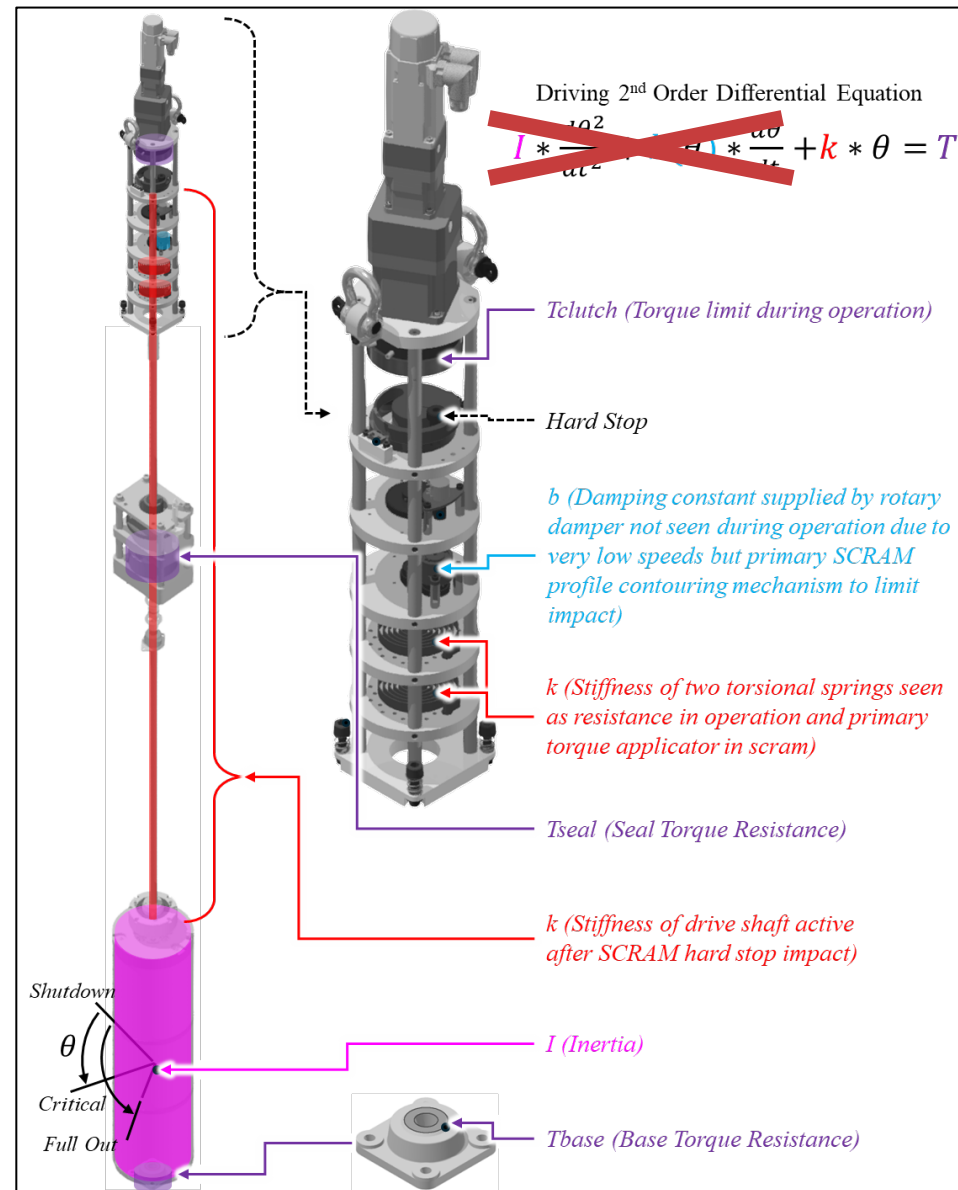 Driving 2nd Order Differential Equation
I * dt² * + k * θ = T
Tclutch (Torque limit during operation)
Hard Stop
b (Damping constant supplied by rotary
damper not seen during operation due to
very low speeds but primary SCRAM
profile contouring mechanism to limit
impact)
k (Stiffness of two torsional springs seen
as resistance in operation and primary
torque applicator in scram)
Tseal (Seal Torque Resistance)
k (Stiffness of drive shaft active
after SCRAM hard stop impact)
Shutdown
θ
I (Inertia)
Critical
Full Out
Tbase (Base Torque Resistance)